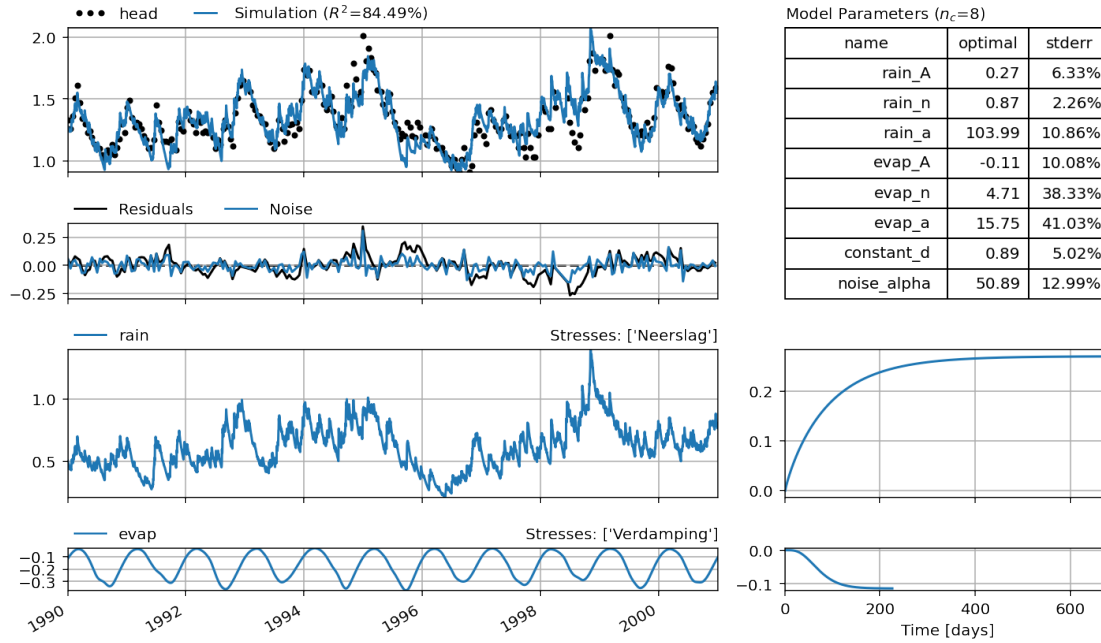 head Simulation (R²=84.49%)
2.0
1.5
1.0
Residuals Noise
0.25
0.00
−0.25
rain Stresses: ['Neerslag']
1.0
0.5
evap Stresses: ['Verdamping']
−0.1
−0.2
−0.3
1990 1992 1994 1996 1998 2000
Model Parameters (n_c=8)
name optimal stderr
rain_A 0.27 6.33%
rain_n 0.87 2.26%
rain_a 103.99 10.86%
evap_A -0.11 10.08%
evap_n 4.71 38.33%
evap_a 15.75 41.03%
constant_d 0.89 5.02%
noise_alpha 50.89 12.99%
0.2
0.1
0.0
0.0
−0.1
0 200 400 600
Time [days]